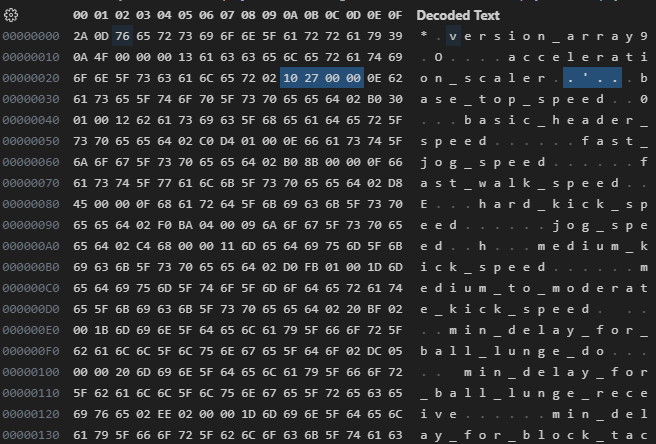 00 01 02 03 04 05 06 07 08 09 0A 0B 0C 0D 0E 0F Decoded Text
00000000 2A 0D 76 65 72 73 69 6F 6E 5F 61 72 72 61 79 39 * . v e r s i o n _ a r r a y 9
00000010 0A 4F 00 00 00 13 61 63 63 65 6C 65 72 61 74 69 . O . . . . a c c e l e r a t i
00000020 6F 6E 5F 73 63 61 6C 65 72 02 10 27 00 00 0E 62 o n _ s c a l e r . . ' . . . b
00000030 61 73 65 5F 74 6F 70 5F 73 70 65 65 64 02 B0 30 a s e _ t o p _ s p e e d . . 0
00000040 01 00 12 62 61 73 69 63 5F 68 65 61 64 65 72 5F . . . b a s i c _ h e a d e r _
00000050 73 70 65 65 64 02 C0 D4 01 00 0E 66 61 73 74 5F s p e e d . . . . . . f a s t _
00000060 6A 6F 67 5F 73 70 65 65 64 02 B0 8B 00 00 0F 66 j o g _ s p e e d . . . . . . f
00000070 61 73 74 5F 77 61 6C 6B 5F 73 70 65 65 64 02 D8 a s t _ w a l k _ s p e e d . .
00000080 45 00 00 0F 68 61 72 64 5F 6B 69 63 6B 5F 73 70 E . . . h a r d _ k i c k _ s p
00000090 65 65 64 02 F0 BA 04 00 09 6A 6F 67 5F 73 70 65 e e d . . . . . . j o g _ s p e
000000A0 65 64 02 C4 68 00 00 11 6D 65 64 69 75 6D 5F 6B e d . . h . . . m e d i u m _ k
000000B0 69 63 6B 5F 73 70 65 65 64 02 D0 FB 01 00 1D 6D i c k _ s p e e d . . . . . . m
000000C0 65 64 69 75 6D 5F 74 6F 5F 6D 6F 64 65 72 61 74 e d i u m _ t o _ m o d e r a t
000000D0 65 5F 6B 69 63 6B 5F 73 70 65 65 64 02 20 BF 02 e _ k i c k _ s p e e d .   . .
000000E0 00 1B 6D 69 6E 5F 64 65 6C 61 79 5F 66 6F 72 5F . . m i n _ d e l a y _ f o r _
000000F0 62 61 6C 6C 5F 6C 75 6E 67 65 5F 64 6F 02 DC 05 b a l l _ l u n g e _ d o . . .
00000100 00 00 20 6D 69 6E 5F 64 65 6C 61 79 5F 66 6F 72 . .   m i n _ d e l a y _ f o r
00000110 5F 62 61 6C 6C 5F 6C 75 6E 67 65 5F 72 65 63 65 _ b a l l _ l u n g e _ r e c e
00000120 69 76 65 02 EE 02 00 00 1D 6D 69 6E 5F 64 65 6C i v e . . . . . . m i n _ d e l
00000130 61 79 5F 66 6F 72 5F 62 6C 6F 63 6B 5F 74 61 63 a y _ f o r _ b l o c k _ t a c